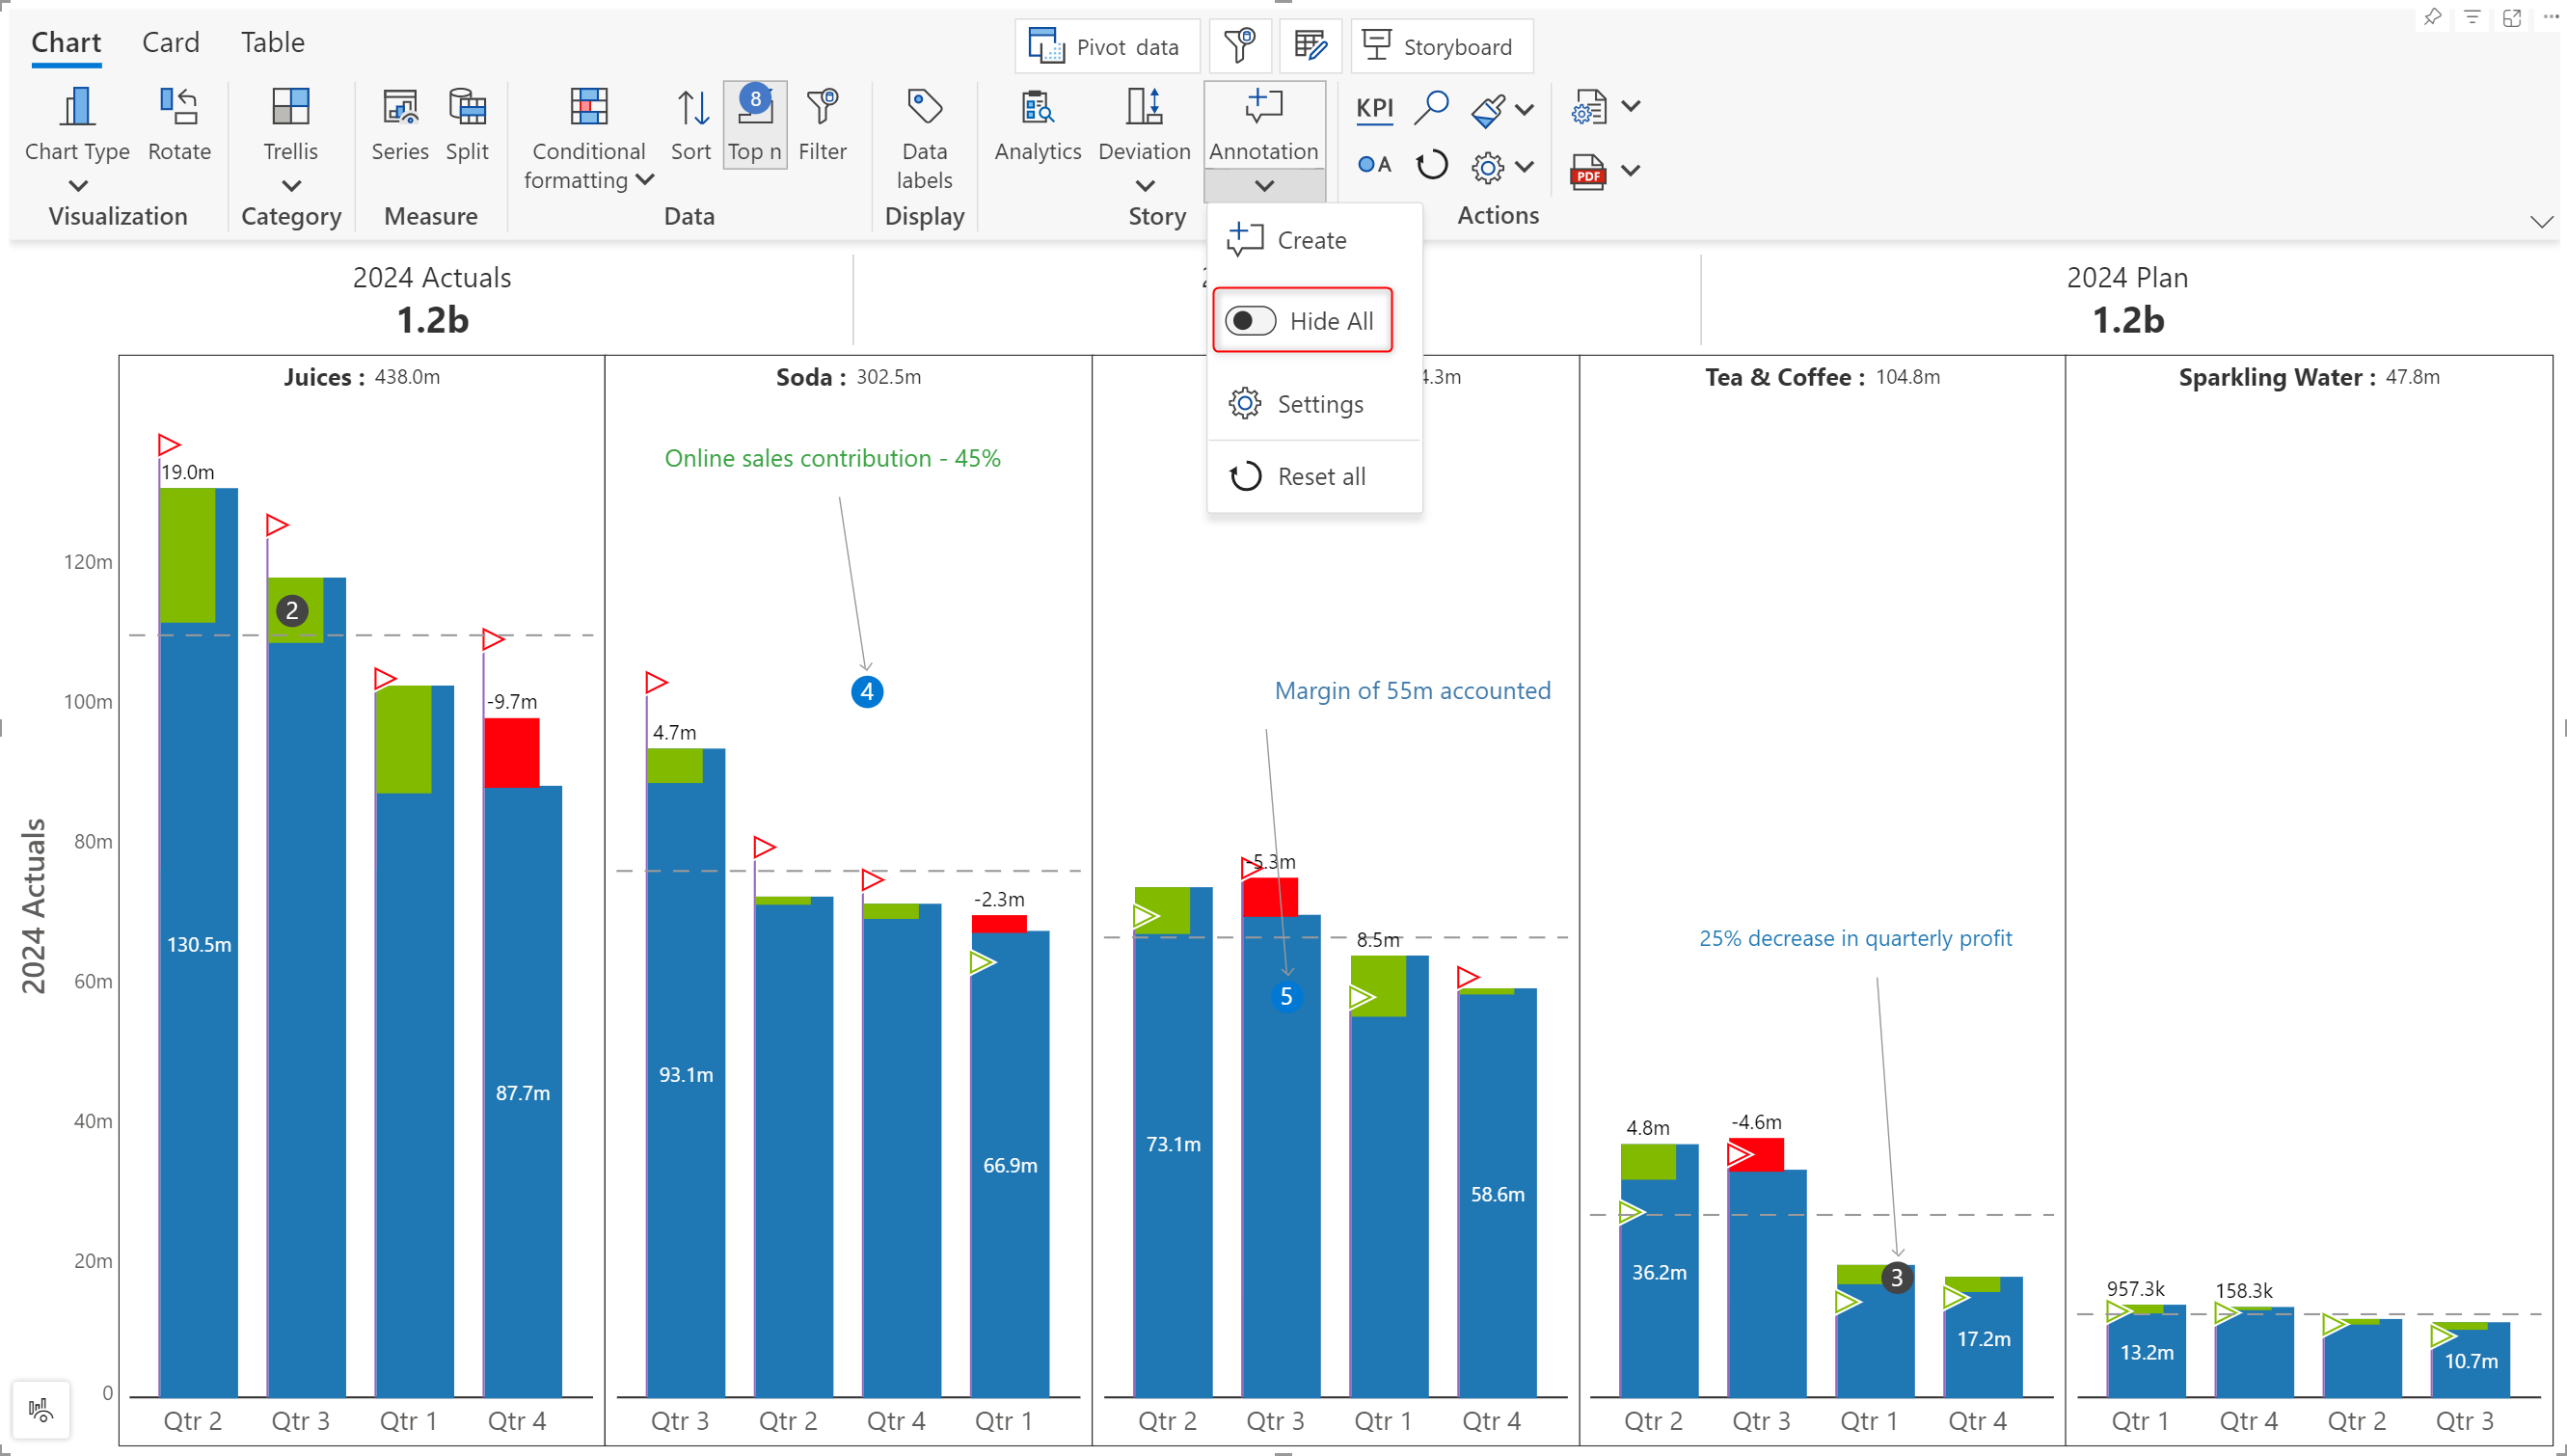 Chart Card Table
Pivot data
Storyboard
Chart Type
Rotate
Visualization
Trellis
Category
Series
Split
Measure
Conditional
formatting
Sort
8
Top n
Filter
Data
Data
labels
Display
Analytics
Deviation
Annotation
Story
KPI
A
PDF
Actions
Create
Hide All
Settings
Reset all
2024 Actuals
1.2b
2024 Plan
1.2b
2024 Actuals
120m
100m
80m
60m
40m
20m
0
Juices : 438.0m
19.0m
2
-9.7m
130.5m
87.7m
Qtr 2 Qtr 3 Qtr 1 Qtr 4
Soda : 302.5m
Online sales contribution - 45%
4
4.7m
-2.3m
93.1m
66.9m
Qtr 3 Qtr 2 Qtr 4 Qtr 1
4.3m
Margin of 55m accounted
-5.3m
8.5m
5
73.1m
58.6m
Qtr 2 Qtr 3 Qtr 1 Qtr 4
Tea & Coffee : 104.8m
25% decrease in quarterly profit
4.8m
-4.6m
3
36.2m
17.2m
Qtr 2 Qtr 3 Qtr 1 Qtr 4
Sparkling Water : 47.8m
957.3k
158.3k
13.2m
10.7m
Qtr 1 Qtr 4 Qtr 2 Qtr 3